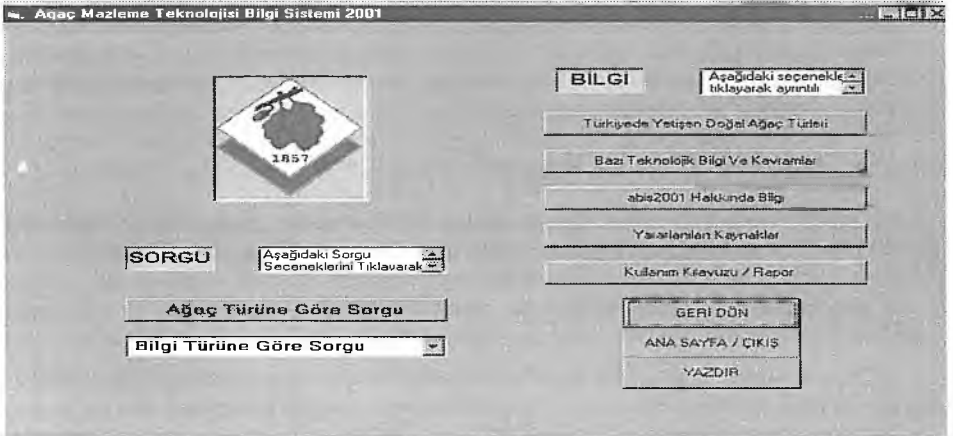 Ağaç Mazleme Teknolojisi Bilgi Sistemi 2001
1857
SORGU
Aşağıdaki Sorgu
Seçeneklerini Tıklayarak
Ağaç Türüne Göre Sorgu
Bilgi Türüne Göre Sorgu
BİLGİ
Aşağıdaki seçenekle
tıklayarak ayrıntılı
Türkiyede Yetişen Doğal Ağaç Türleri
Bazı Teknolojik Bilgi Ve Kavramlar
abis2001 Hakkında Bilgi
Yararlanılan Kaynaklar
Kullanım Kılavuzu / Rapor
GERİ DÖN
ANA SAYFA / ÇIKIŞ
YAZDIR